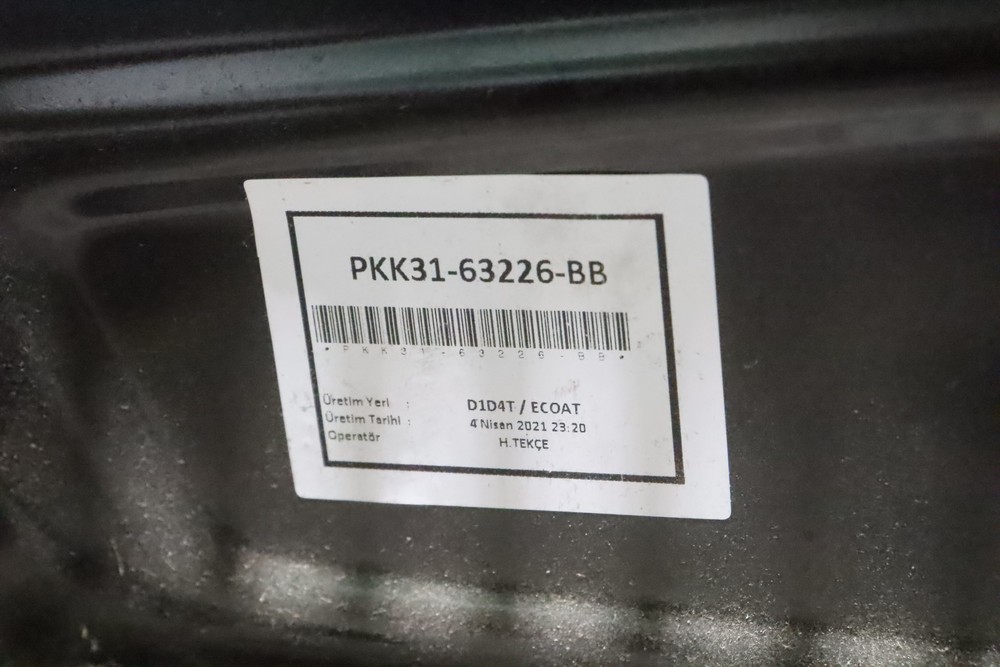 PKK31-63226-BB
*PKK31-63226-BB*
Üretim Yeri : D1D4T / ECOAT
Üretim Tarihi : 4 Nisan 2021 23:20
Operatör H.TEKÇE